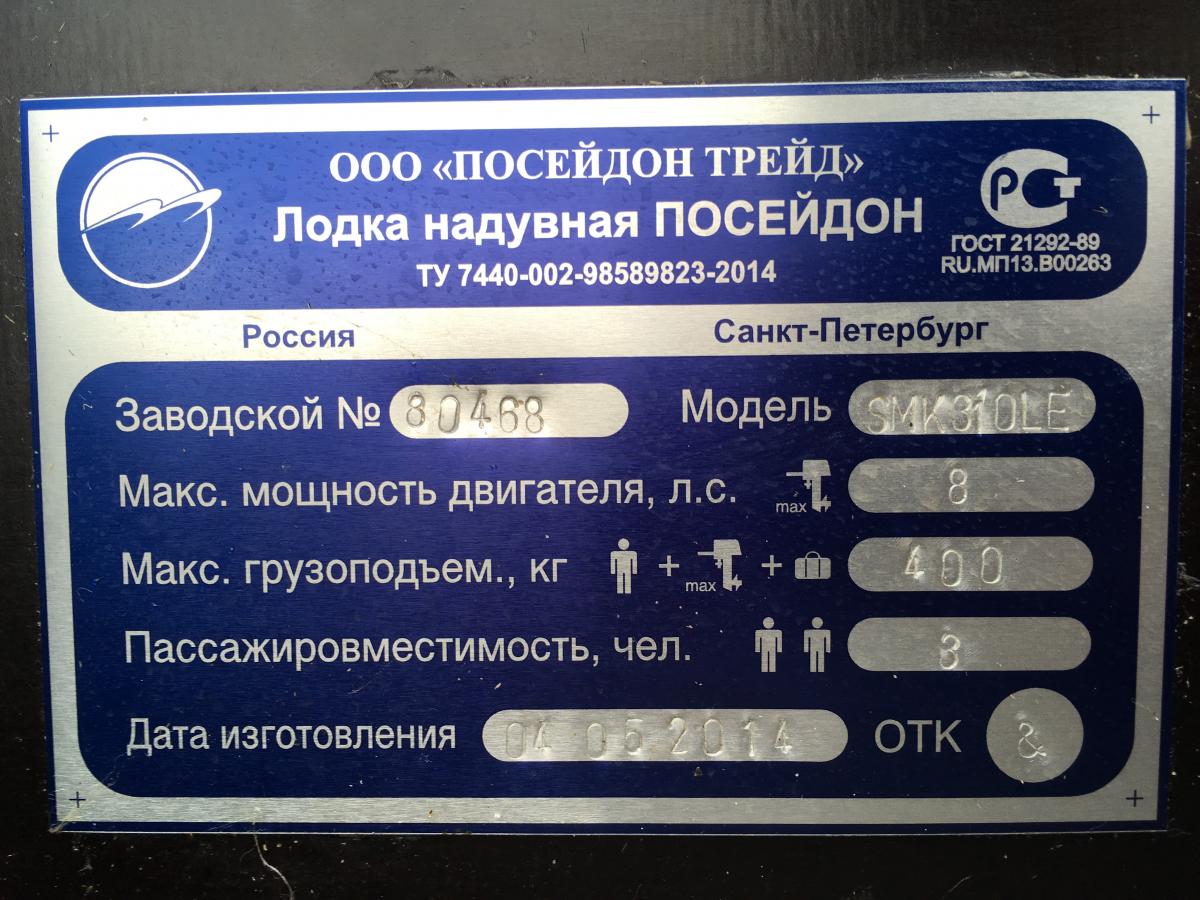 ООО «ПОСЕЙДОН ТРЕЙД»
Лодка надувная ПОСЕЙДОН
ТУ 7440-002-98589823-2014
РСТ
ГОСТ 21292-89
RU.МП13.В00263
Россия Санкт-Петербург
Заводской № 80468 Модель SMK310LE
Макс. мощность двигателя, л.с. max 8
Макс. грузоподъем., кг + max + 400
Пассажировместимость, чел. 3
Дата изготовления 04 05.2014 ОТК &